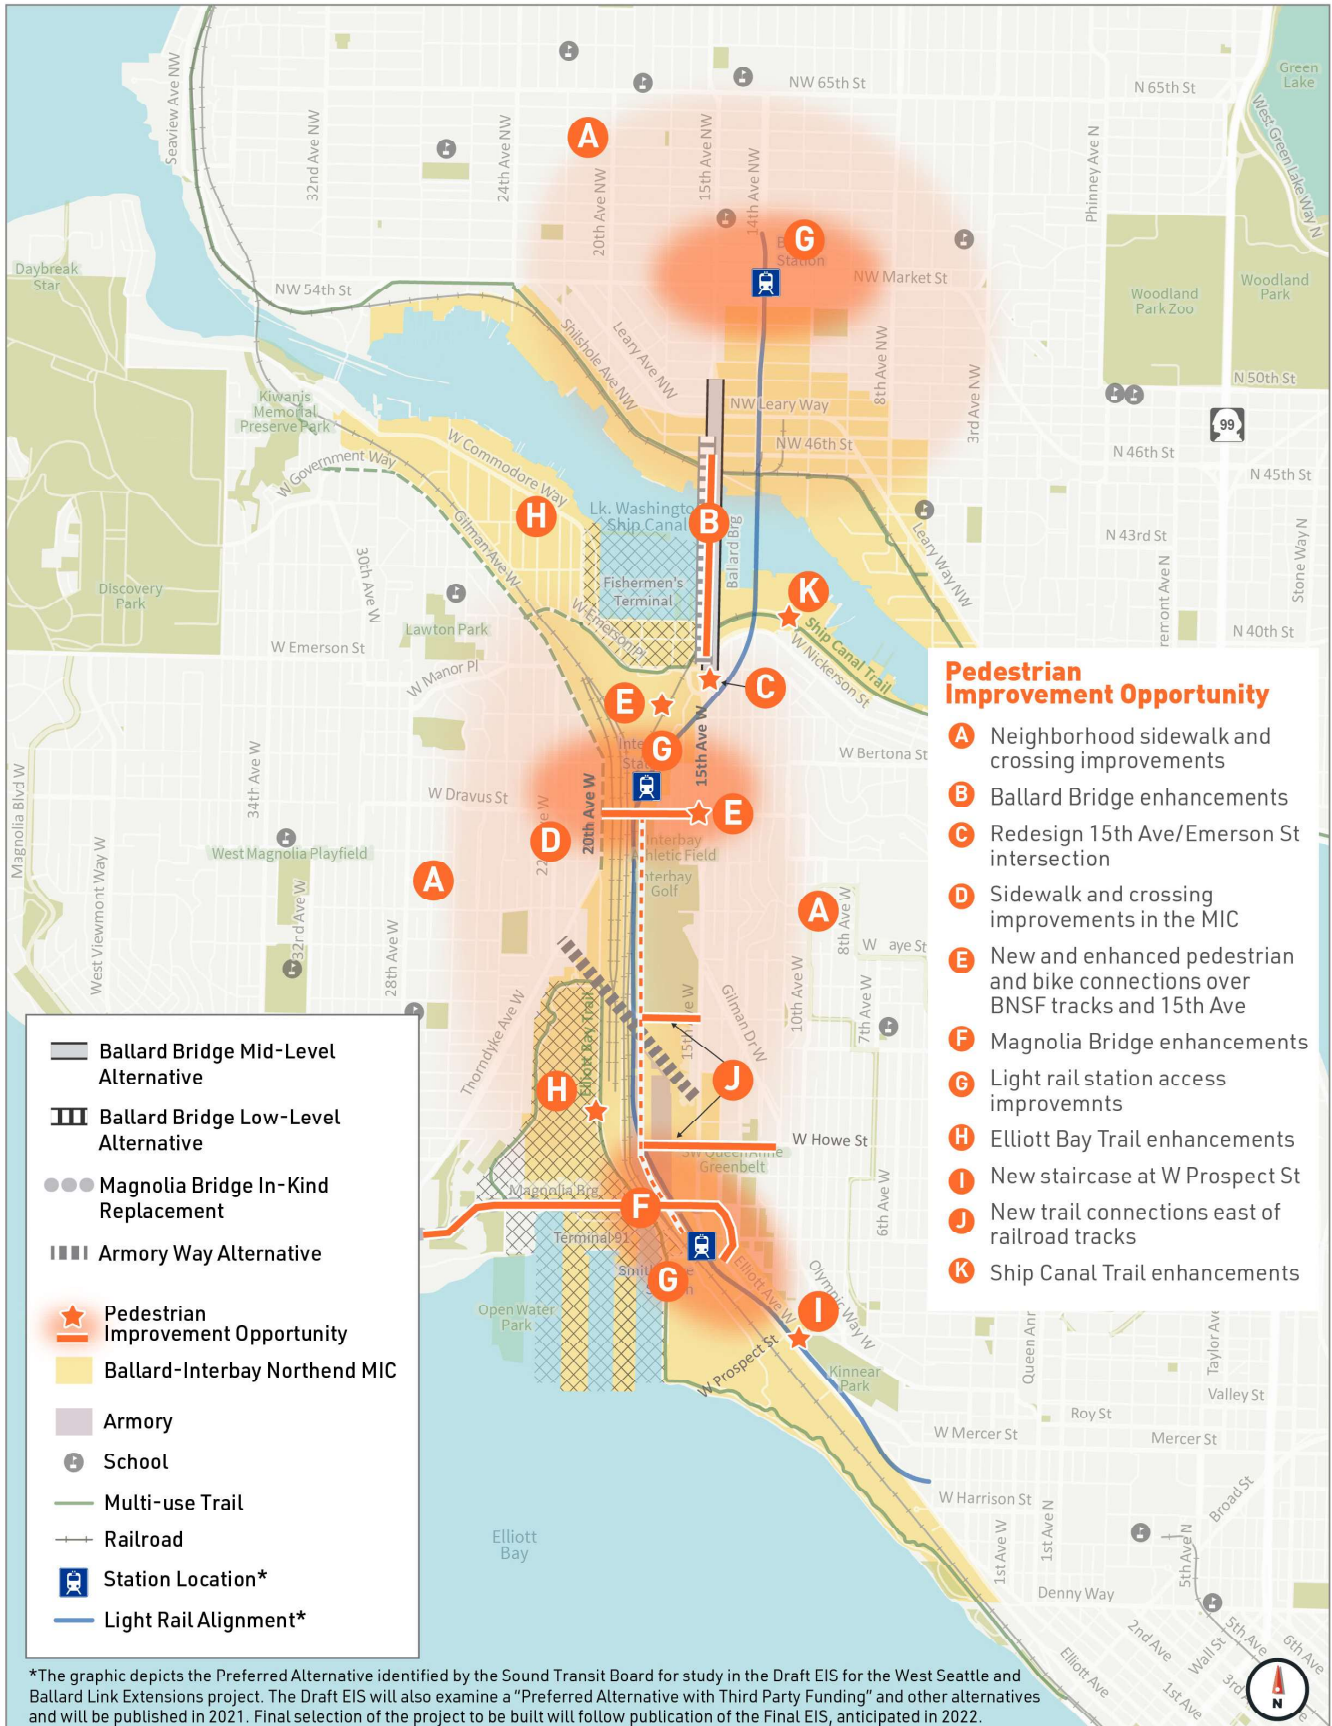 Green
Lake
NW 65th St
N 65th St
Seaview Ave NW
32nd Ave NW
24th Ave NW
20th Ave NW
15th Ave NW
14th Ave NW
Phinney Ave N
West Green Lake Way N
A
G
Station
Daybreak
Star
NW 54th St
NW Market St
Woodland
Park Zoo
Woodland
Park
Shilshole Ave NW
Leary Ave NW
8th Ave NW
3rd Ave NW
N 50th St
Kiwanis
Memorial
Preserve Park
NW Leary Way
99
W Government Way
W Commodore Way
NW 46th St
N 46th St
N 45th St
Gilman Ave W
H
Lk. Washingto
Ship Canal
B
Ballard Brg
Leary Way NW
N 43rd St
Stone Way N
30th Ave W
Fishermen's
Terminal
K
Discovery
Park
Lawton Park
W Emerson Pl
Ship Canal Trail
W Nickerson St
N 40th St
W Emerson St
W Manor Pl
E
C
G
15th Ave W
W Bertona St
34th Ave W
Magnolia Blvd W
W Dravus St
20th Ave W
E
D
West Magnolia Playfield
Interbay
Golf
A
A
West Viewmont Way W
32rd Ave W
28th Ave W
8th Ave W
W aye St
10th Ave W
7th Ave W
Thorndyke Ave W
Elliott Bay Trail
Gilman Dr W
H
J
W Howe St
SW Queen Anne
Greenbelt
Magnolia Brg
F
6th Ave W
Terminal 91
G
Elliott Ave W
Olympic Way W
I
Open Water
Park
W Prospect St
Kinnear
Park
Taylor Ave
Valley St
Roy St
W Mercer St
Mercer St
W Harrison St
Broad St
1st Ave W
1st Ave N
5th Ave N
Elliott
Bay
Denny Way
2nd Ave
Wall St
5th Ave
6th Ave
Elliott Ave
1st Ave
N
Pedestrian
Improvement Opportunity
A Neighborhood sidewalk and
crossing improvements
B Ballard Bridge enhancements
C Redesign 15th Ave/Emerson St
intersection
D Sidewalk and crossing
improvements in the MIC
E New and enhanced pedestrian
and bike connections over
BNSF tracks and 15th Ave
F Magnolia Bridge enhancements
G Light rail station access
improvemnts
H Elliott Bay Trail enhancements
I New staircase at W Prospect St
J New trail connections east of
railroad tracks
K Ship Canal Trail enhancements
Ballard Bridge Mid-Level
Alternative
Ballard Bridge Low-Level
Alternative
Magnolia Bridge In-Kind
Replacement
Armory Way Alternative
Pedestrian
Improvement Opportunity
Ballard-Interbay Northend MIC
Armory
School
Multi-use Trail
Railroad
Station Location*
Light Rail Alignment*
*The graphic depicts the Preferred Alternative identified by the Sound Transit Board for study in the Draft EIS for the West Seattle and
Ballard Link Extensions project. The Draft EIS will also examine a "Preferred Alternative with Third Party Funding" and other alternatives
and will be published in 2021. Final selection of the project to be built will follow publication of the Final EIS, anticipated in 2022.